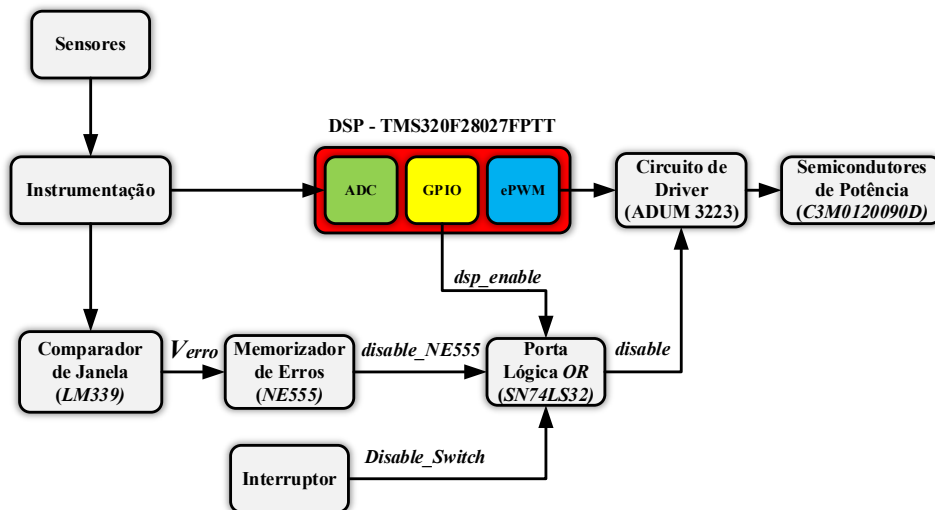 Sensores
DSP - TMS320F28027FPTT
Instrumentação
ADC
GPIO
ePWM
Circuito de
Driver
(ADUM 3223)
Semicondutores
de Potência
(C3M0120090D)
dsp_enable
Comparador
de Janela
(LM339)
Verro
Memorizador
de Erros
(NE555)
disable_NE555
Porta
Lógica OR
(SN74LS32)
disable
Disable_Switch
Interruptor